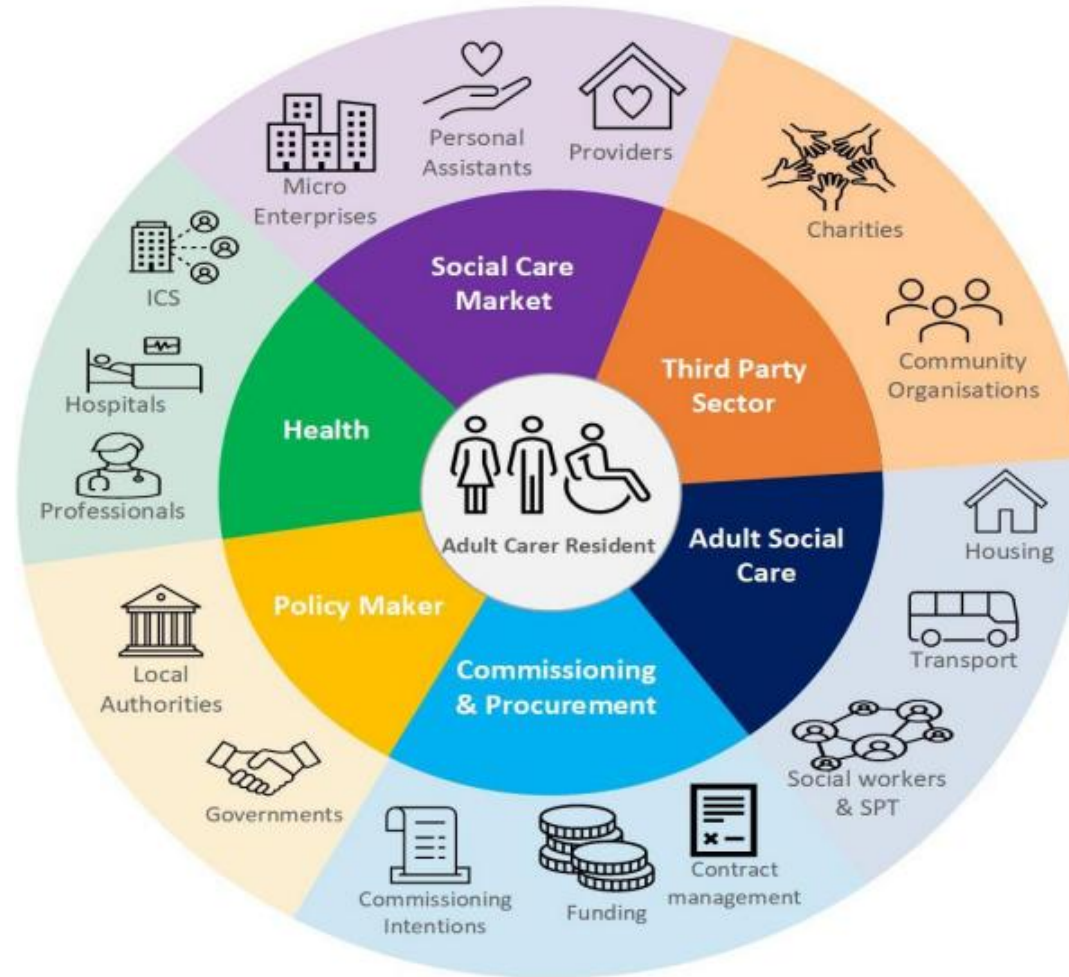 Personal
Assistants
Providers
Micro
Enterprises
Charities
ICS
Social Care
Market
Community
Organisations
Third Party
Sector
Hospitals
Health
Professionals
Adult Carer Resident
Adult Social
Care
Housing
Policy Maker
Transport
Local
Authorities
Commissioning
& Procurement
Social workers
& SPT
Governments
Commissioning
Intentions
Funding
Contract
management